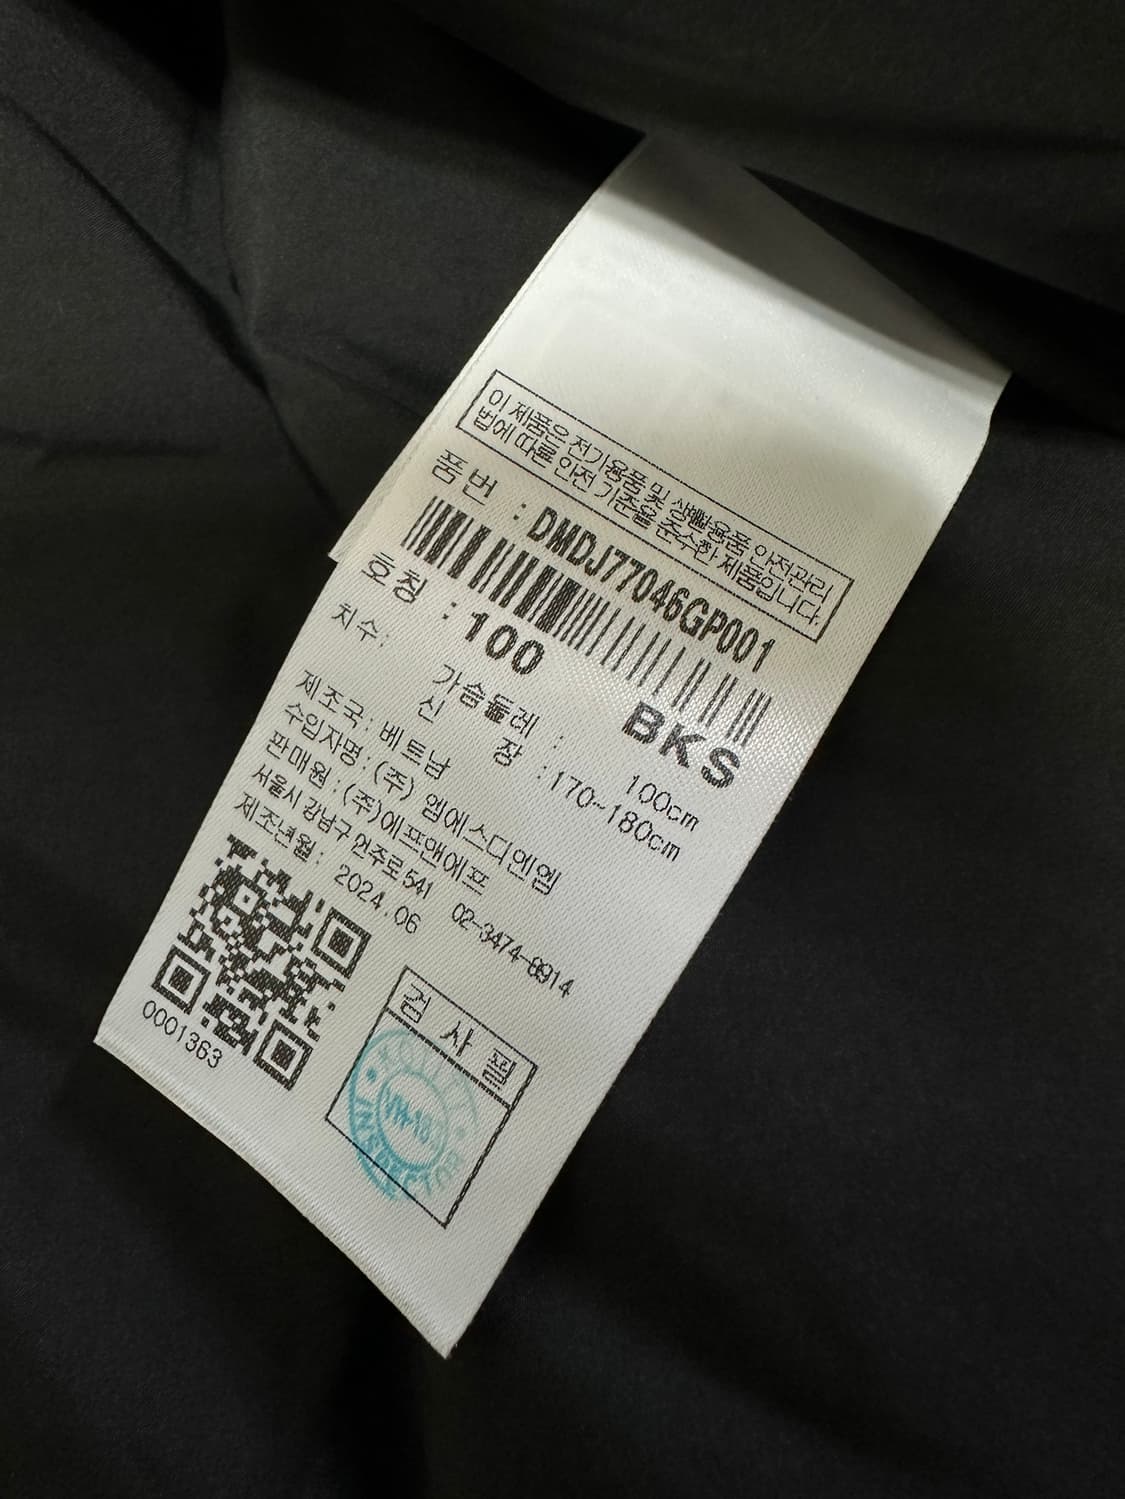 이 제품은 전기용품 및 생활용품 안전관리
법에 따른 안전 기준을 준수한 제품입니다.
품번 : DMDJ77046GP001
호칭 : 100 BKS
치수: 가슴둘레 : 100cm
신장 : 170~180cm
제조국: 베트남
수입자명: (주) 엠에스디엔엠
판매원 : (주)에프앤에프
서울시 강남구 언주로541 02-3474-8914
제조년월: 2024.06
0001363
검사필
INSPECTOR